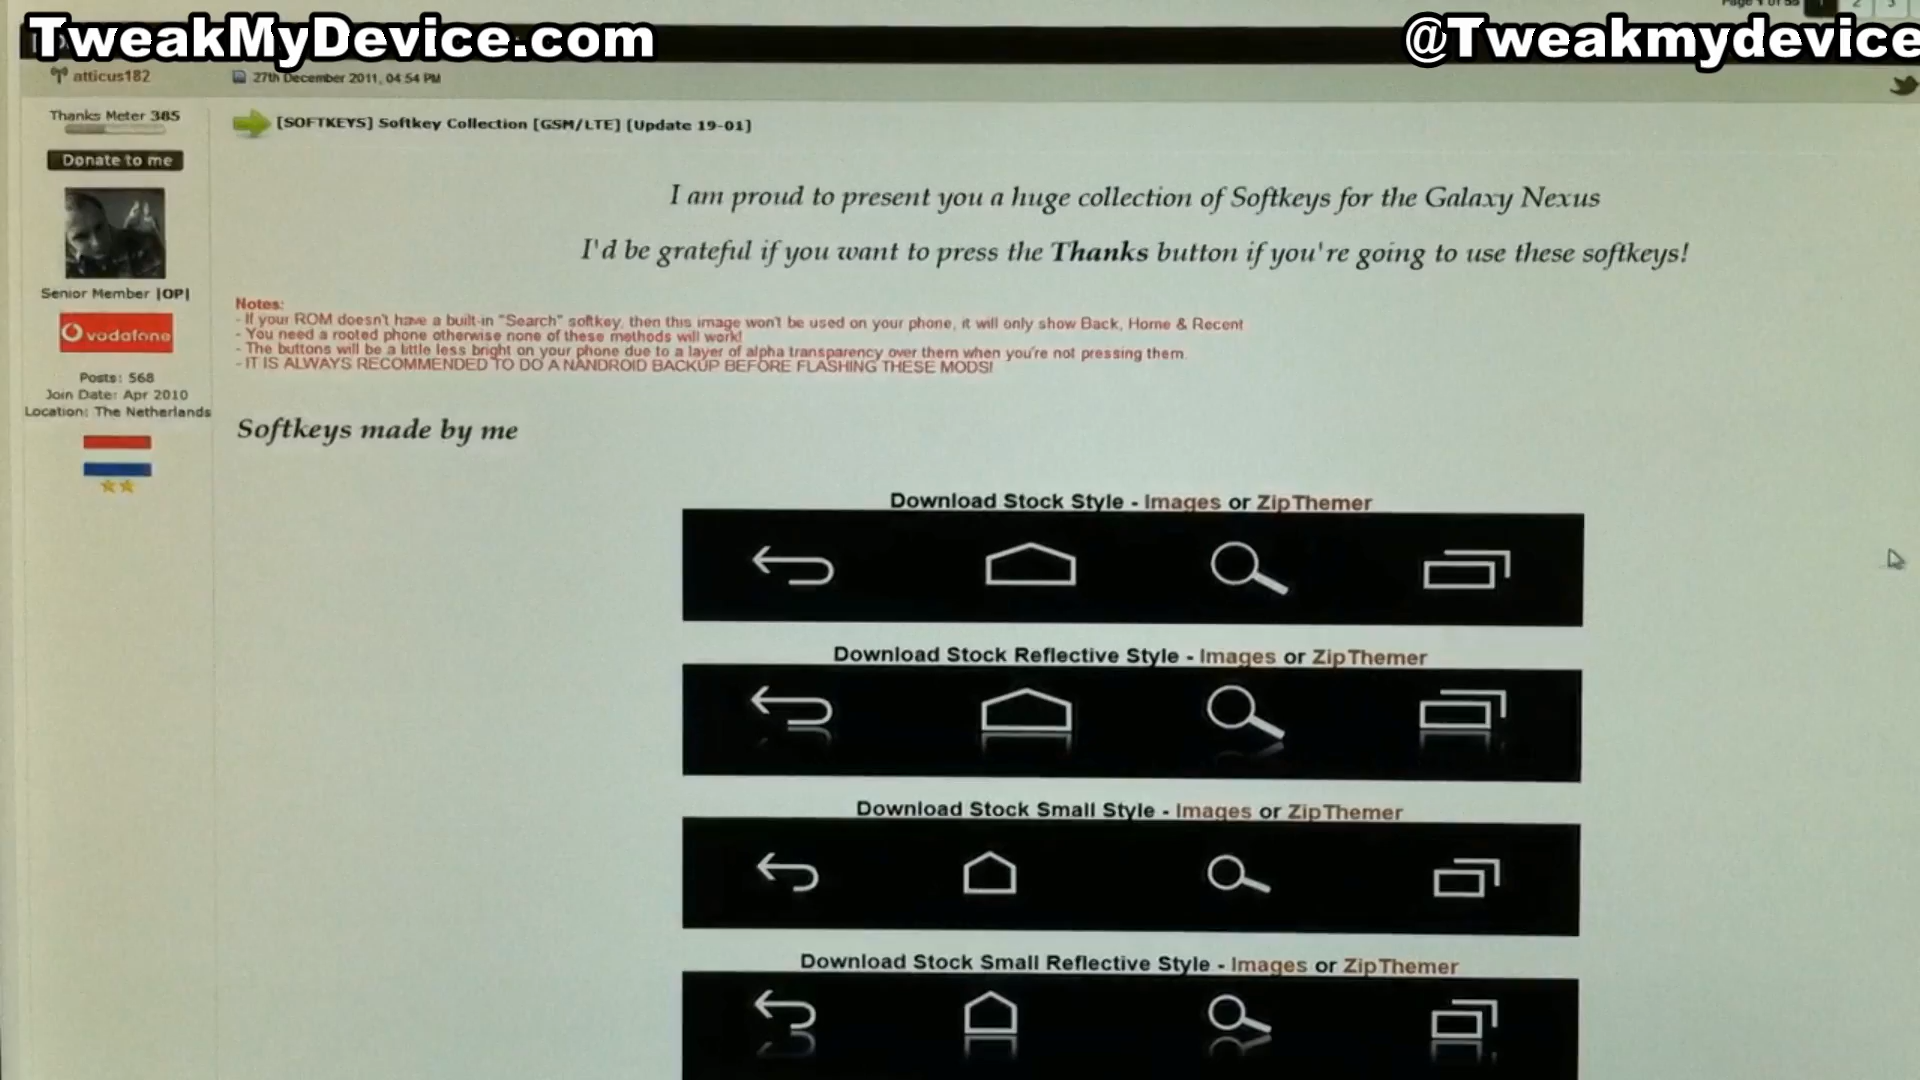 TweakMyDevice.com
@Tweakmydevice
atticus182
27th December 2011, 04:54 PM
Thanks Meter 385
[SOFTKEYS] Softkey Collection [GSM/LTE] [Update 19-01]
Donate to me
I am proud to present you a huge collection of Softkeys for the Galaxy Nexus
I'd be grateful if you want to press the Thanks button if you're going to use these softkeys!
Senior Member |OP|
vodafone
Posts: 568
Join Date: Apr 2010
Location: The Netherlands
Notes:
- If your ROM doesn't have a built-in "Search" softkey, then this image won't be used on your phone, it will only show Back, Home & Recent
- You need a rooted phone otherwise none of these methods will work!
- The buttons will be a little less bright on your phone due to a layer of alpha transparency over them when you're not pressing them.
- IT IS ALWAYS RECOMMENDED TO DO A NANDROID BACKUP BEFORE FLASHING THESE MODS!
Softkeys made by me
Download Stock Style - Images or ZipThemer
Download Stock Reflective Style - Images or ZipThemer
Download Stock Small Style - Images or ZipThemer
Download Stock Small Reflective Style - Images or ZipThemer